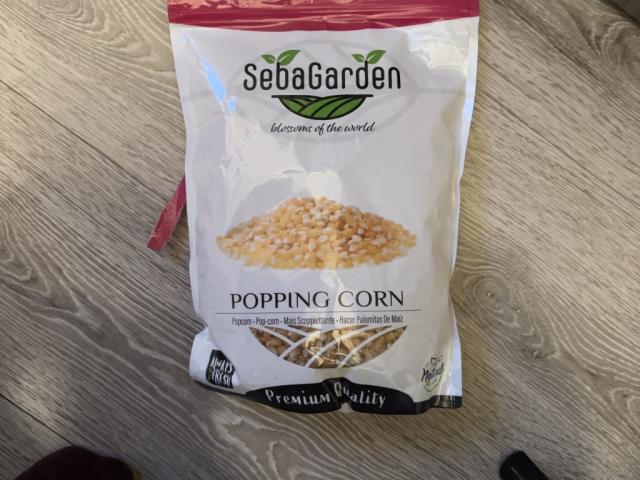 SebaGarden
blossoms of the world
POPPING CORN
Popcorn - Pop-corn - Mais Scoppiettante - Hacer Palomitas De Maíz
ALWAYS
FRESH
Premium Quality